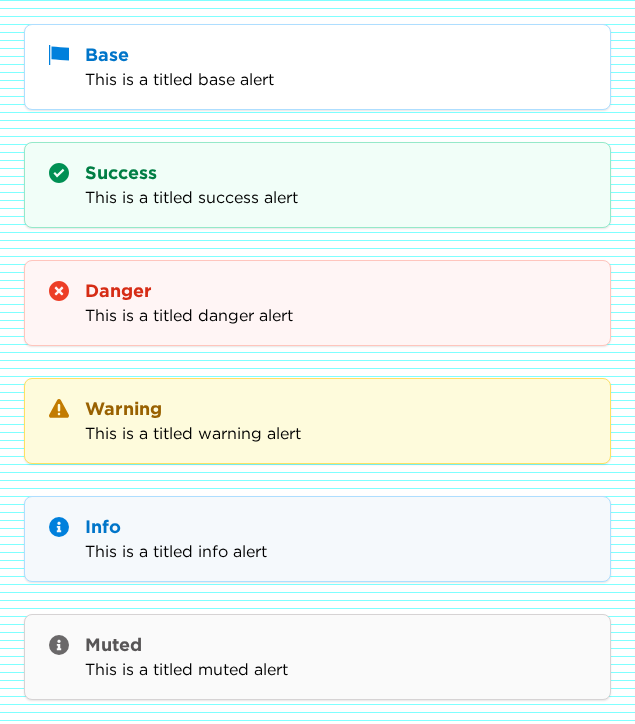 Base
This is a titled base alert
Success
This is a titled success alert
Danger
This is a titled danger alert
Warning
This is a titled warning alert
Info
This is a titled info alert
Muted
This is a titled muted alert